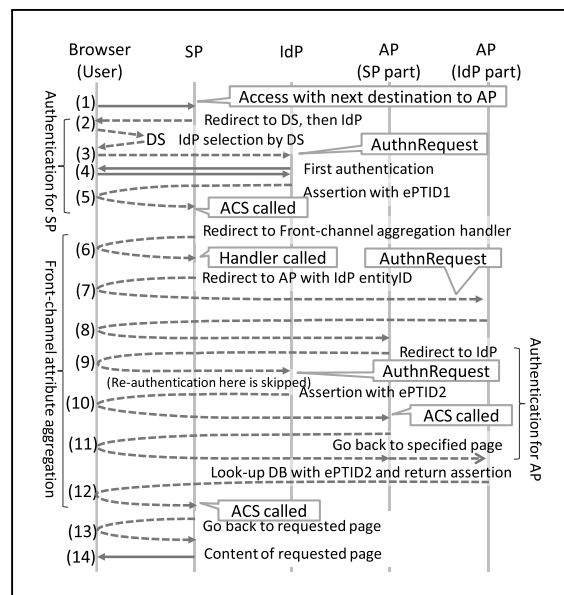 Browser SP IdP AP AP
(User) (SP part) (IdP part)
(1) Access with next destination to AP
(2) Redirect to DS, then IdP
DS IdP selection by DS
(3) AuthnRequest
(4) First authentication
(5) Assertion with ePTID1
ACS called
Authentication for SP
(6) Redirect to Front-channel aggregation handler
Handler called
AuthnRequest
(7) Redirect to AP with IdP entityID
(8)
(9) Redirect to IdP
(Re-authentication here is skipped) AuthnRequest
(10) Assertion with ePTID2
ACS called
(11) Go back to specified page
Authentication for AP
Look-up DB with ePTID2 and return assertion
(12)
ACS called
Front-channel attribute aggregation
(13) Go back to requested page
(14) Content of requested page